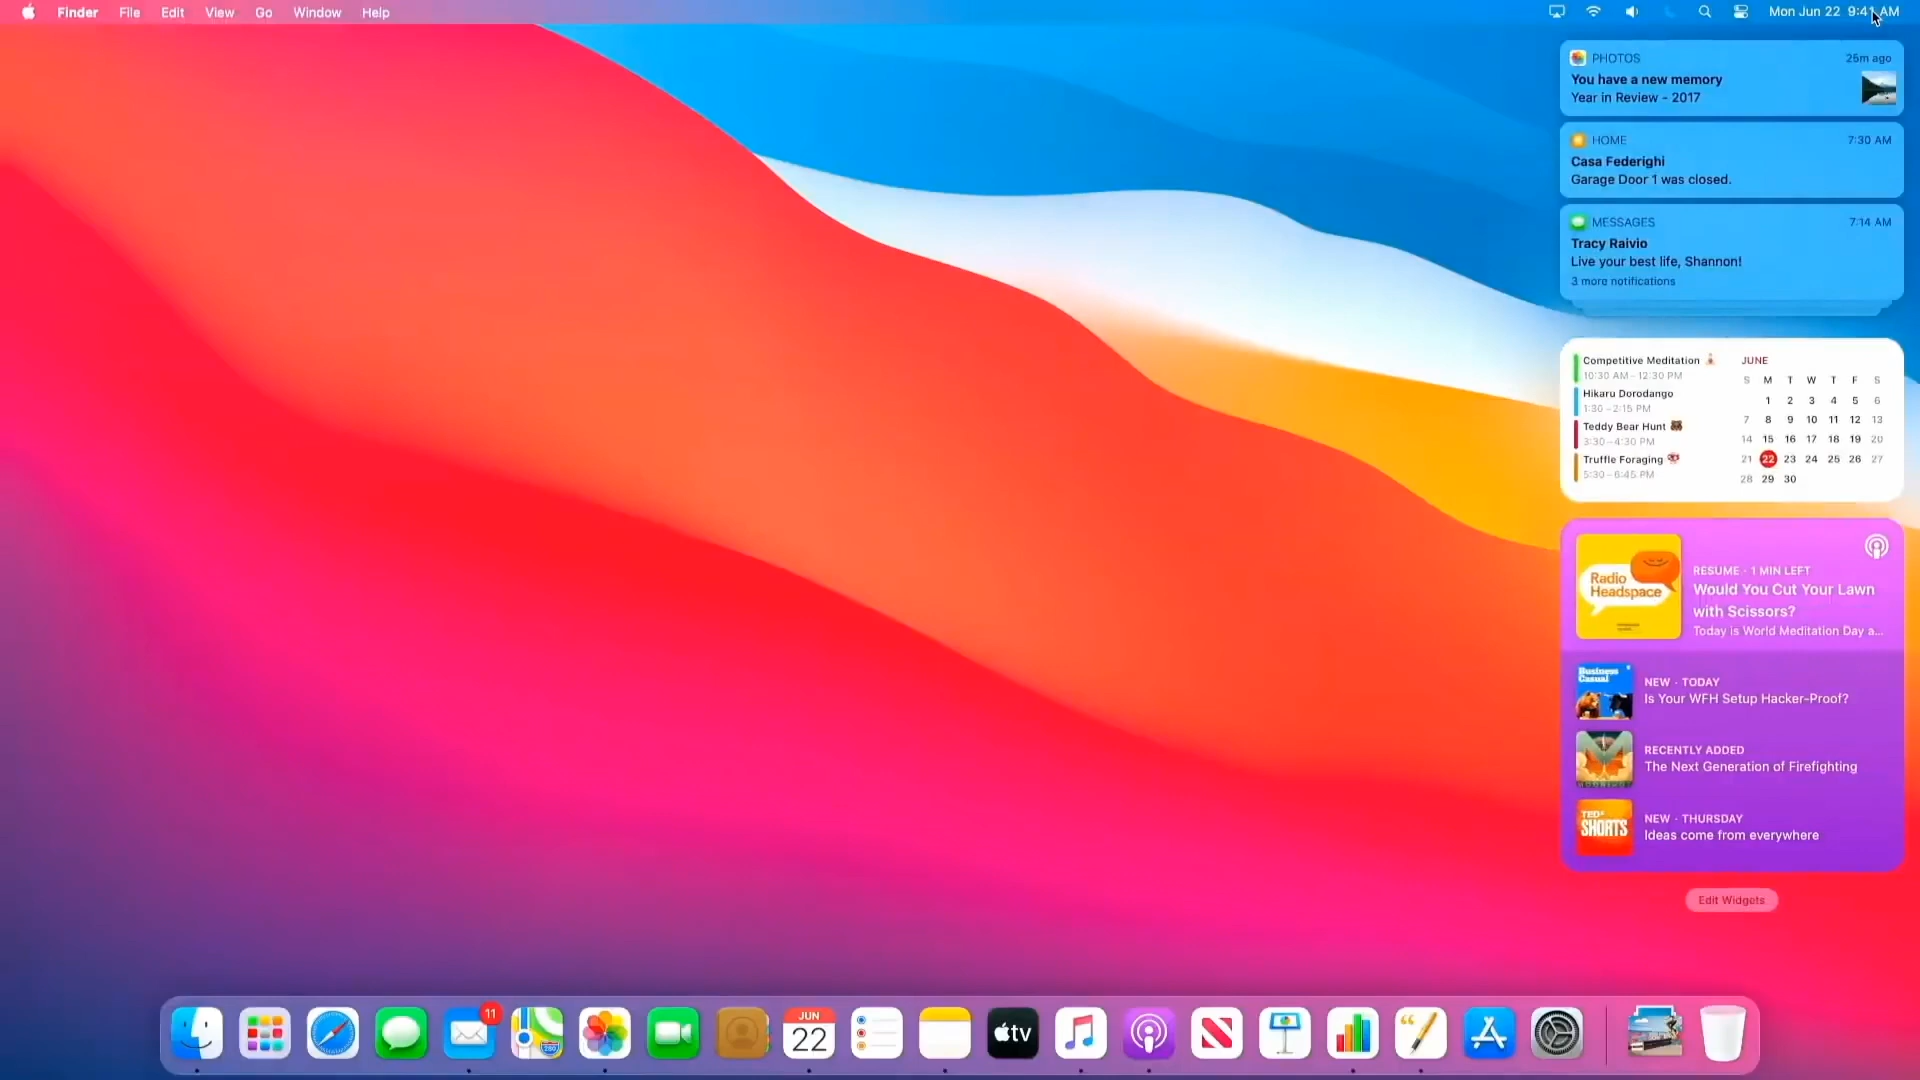 Finder File Edit View Go Window Help
Mon Jun 22 9:41 AM
PHOTOS 25m ago
You have a new memory
Year in Review - 2017
HOME 7:30 AM
Casa Federighi
Garage Door 1 was closed.
MESSAGES 7:14 AM
Tracy Raivio
Live your best life, Shannon!
3 more notifications
Competitive Meditation
10:30 AM – 12:30 PM
Hikaru Dorodango
1:30 – 2:15 PM
Teddy Bear Hunt
3:30 – 4:30 PM
Truffle Foraging
5:30 – 6:45 PM
JUNE
S M T W T F S
1 2 3 4 5 6
7 8 9 10 11 12 13
14 15 16 17 18 19 20
21 22 23 24 25 26 27
28 29 30
Radio
Headspace
RESUME · 1 MIN LEFT
Would You Cut Your Lawn
with Scissors?
Today is World Meditation Day a...
Business
Casual
NEW · TODAY
Is Your WFH Setup Hacker-Proof?
RECENTLY ADDED
The Next Generation of Firefighting
TED
SHORTS
NEW · THURSDAY
Ideas come from everywhere
Edit Widgets
11
280
JUN
22
tv